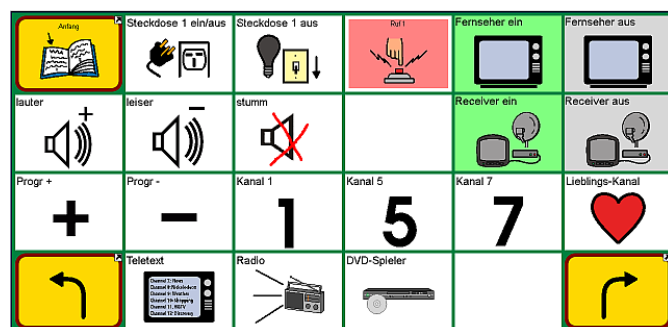 Anfang
Steckdose 1 ein/aus
Steckdose 1 aus
Ruf 1
Fernseher ein
Fernseher aus
lauter
leiser
stumm
Receiver ein
Receiver aus
Progr +
Progr -
Kanal 1
Kanal 5
Kanal 7
Lieblings-Kanal
+
−
1
5
7
Teletext
Radio
DVD-Spieler